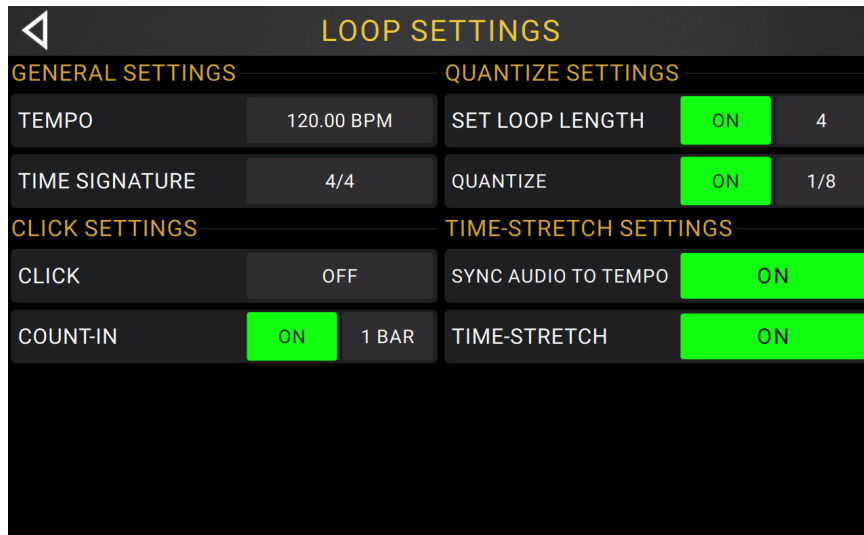 LOOP SETTINGS
GENERAL SETTINGS
TEMPO 120.00 BPM
TIME SIGNATURE 4/4
CLICK SETTINGS
CLICK OFF
COUNT-IN ON 1 BAR
QUANTIZE SETTINGS
SET LOOP LENGTH ON 4
QUANTIZE ON 1/8
TIME-STRETCH SETTINGS
SYNC AUDIO TO TEMPO ON
TIME-STRETCH ON